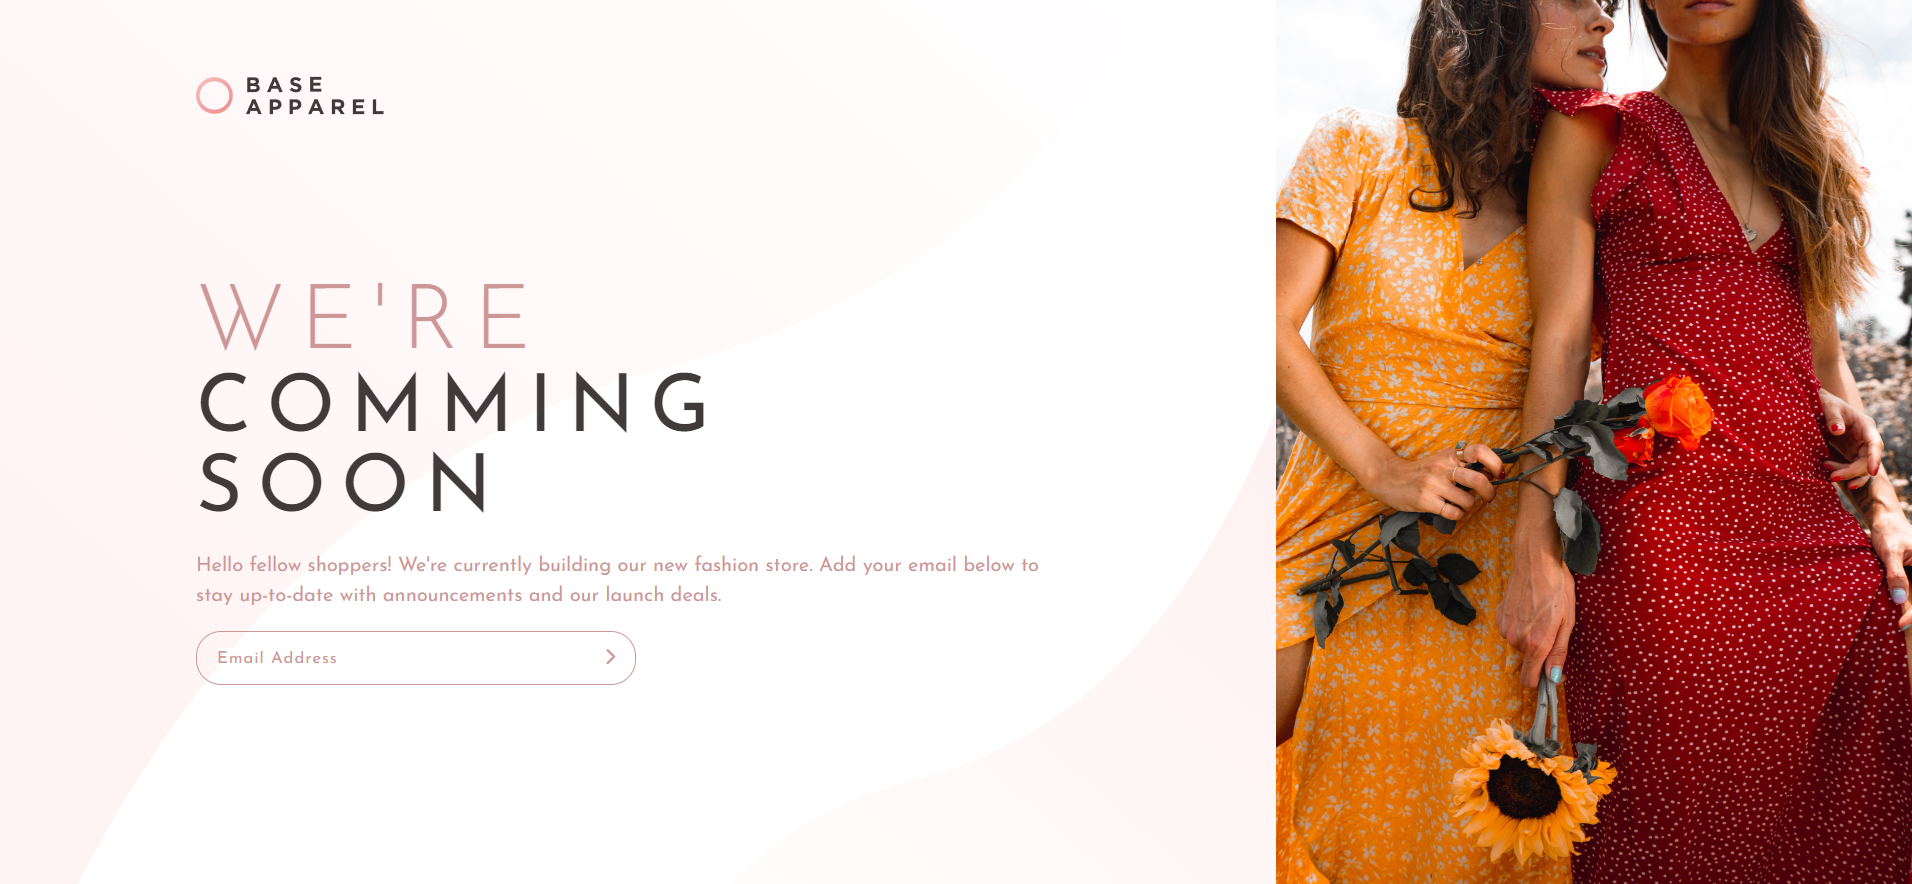 BASE
APPAREL
WE'RE
COMMING
SOON
Hello fellow shoppers! We're currently building our new fashion store. Add your email below to
stay up-to-date with announcements and our launch deals.
Email Address